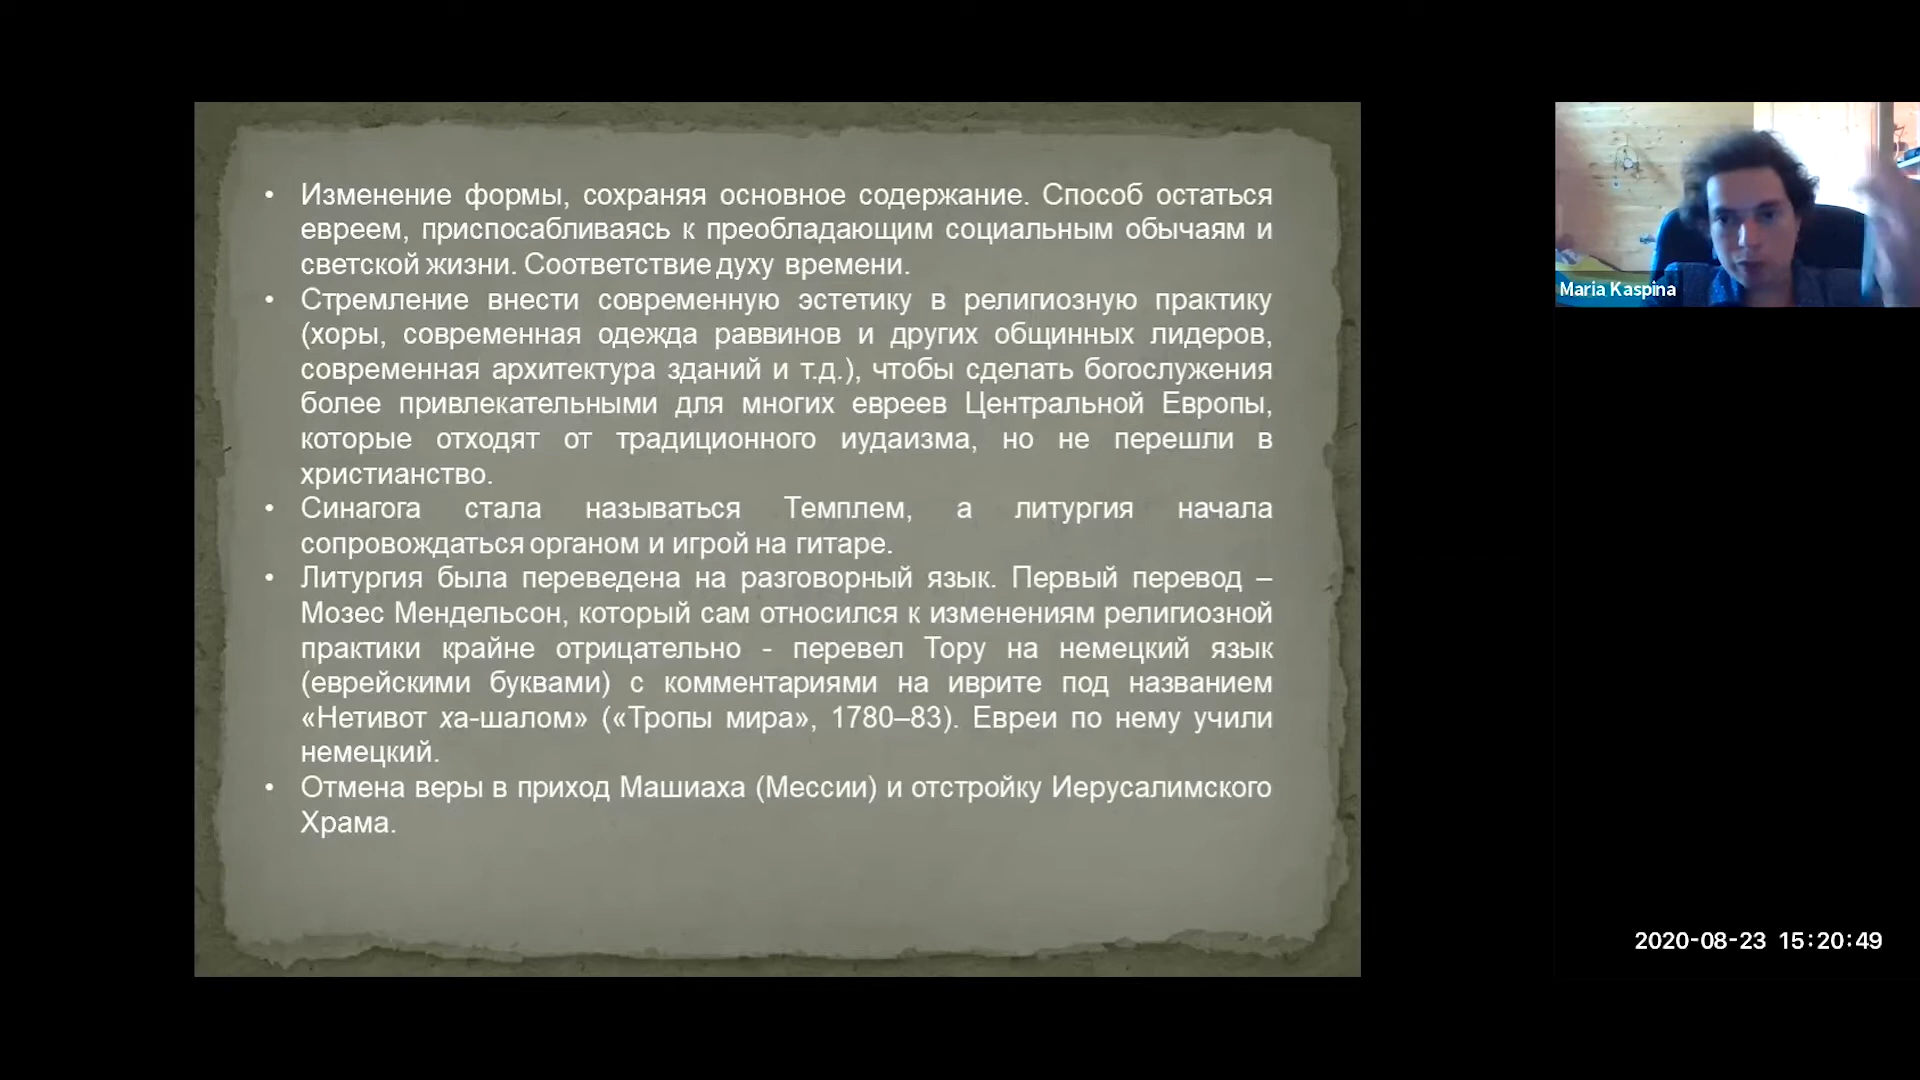 • Изменение формы, сохраняя основное содержание. Способ остаться
евреем, приспосабливаясь к преобладающим социальным обычаям и
светской жизни. Соответствие духу времени.
• Стремление внести современную эстетику в религиозную практику
(хоры, современная одежда раввинов и других общинных лидеров,
современная архитектура зданий и т.д.), чтобы сделать богослужения
более привлекательными для многих евреев Центральной Европы,
которые отходят от традиционного иудаизма, но не перешли в
христианство.
• Синагога стала называться Темплем, а литургия начала
сопровождаться органом и игрой на гитаре.
• Литургия была переведена на разговорный язык. Первый перевод –
Мозес Мендельсон, который сам относился к изменениям религиозной
практики крайне отрицательно - перевел Тору на немецкий язык
(еврейскими буквами) с комментариями на иврите под названием
«Нетивот ха-шалом» («Тропы мира», 1780–83). Евреи по нему учили
немецкий.
• Отмена веры в приход Машиаха (Мессии) и отстройку Иерусалимского
Храма.
Maria Kaspina
2020-08-23 15:20:49